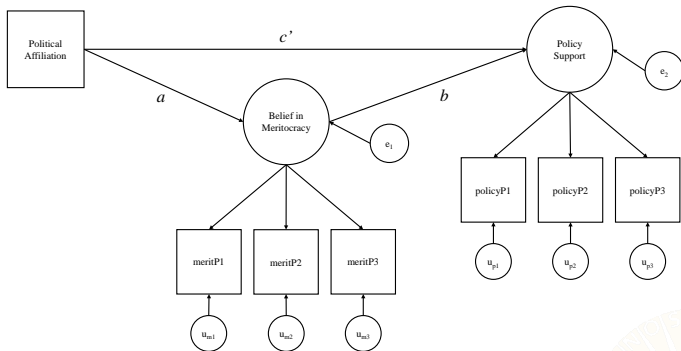 Political
Affiliation
c’
Policy
Support
e2
a
b
Belief in
Meritocracy
e1
policyP1
policyP2
policyP3
meritP1
meritP2
meritP3
up1
up2
up3
um1
um2
um3